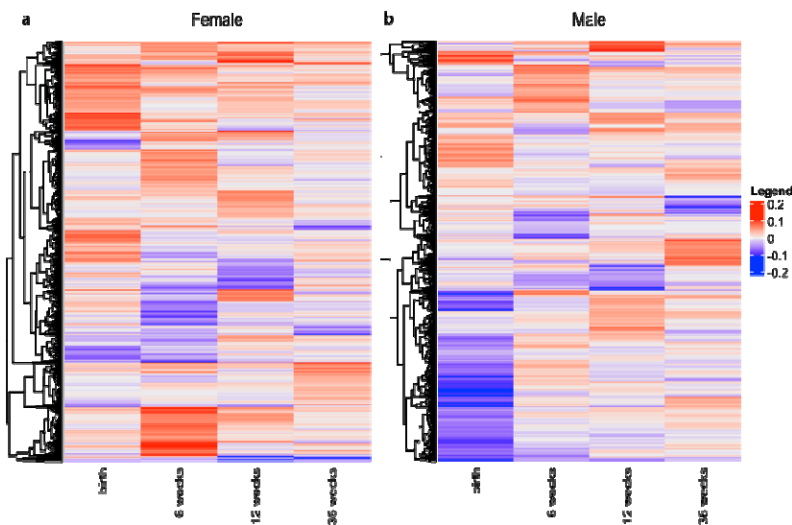 a Female b Male
Legend
0.2
0.1
0
-0.1
-0.2
birth
6 weeks
12 weeks
36 weeks
birth
6 weeks
12 weeks
36 weeks